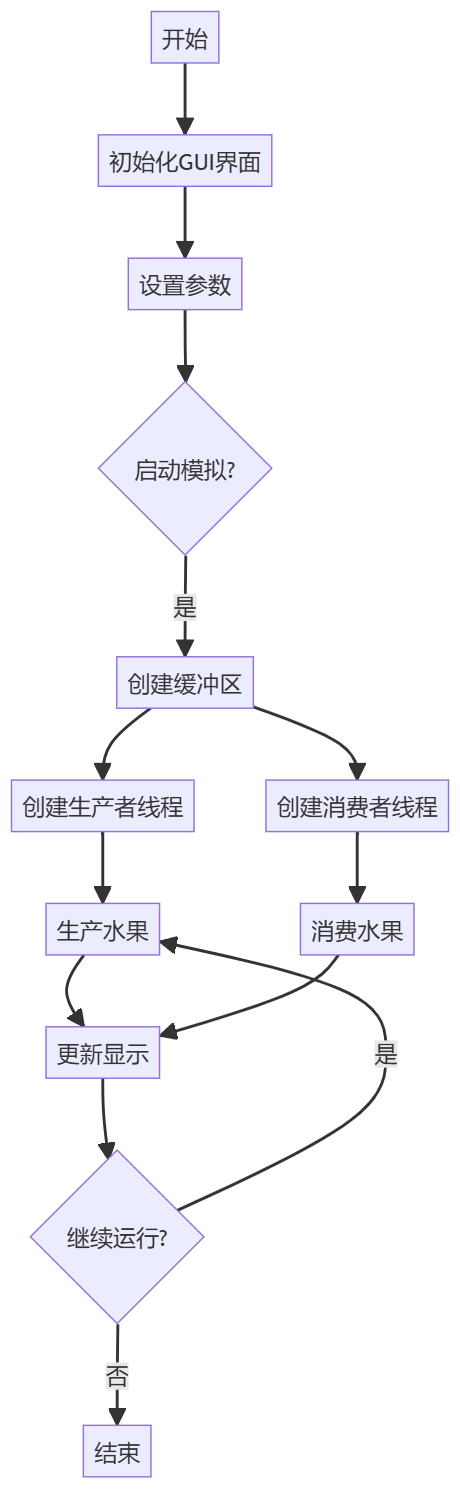 开始
初始化GUI界面
设置参数
启动模拟?
是
创建缓冲区
创建生产者线程
创建消费者线程
生产水果
消费水果
更新显示
是
继续运行?
否
结束